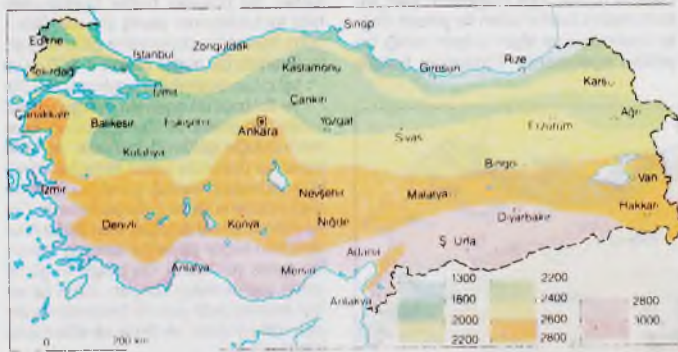 Sinop
Edirne
İstanbul
Zonguldak
Rize
Tekirdağ
Kastamonu
Giresun
Kars
İzmit
Çankırı
Çanakkale
Ağrı
Balıkesir
Eskişehir
Ankara
Yozgat
Sivas
Erzurum
Kütahya
Bingöl
Van
İzmir
Nevşehir
Malatya
Hakkari
Denizli
Konya
Niğde
Diyarbakır
Ş. Urfa
Adana
Antalya
Mersin
Antakya
1300
1600
2000
2200
2200
2400
2600
2800
2800
3000
0 200 km